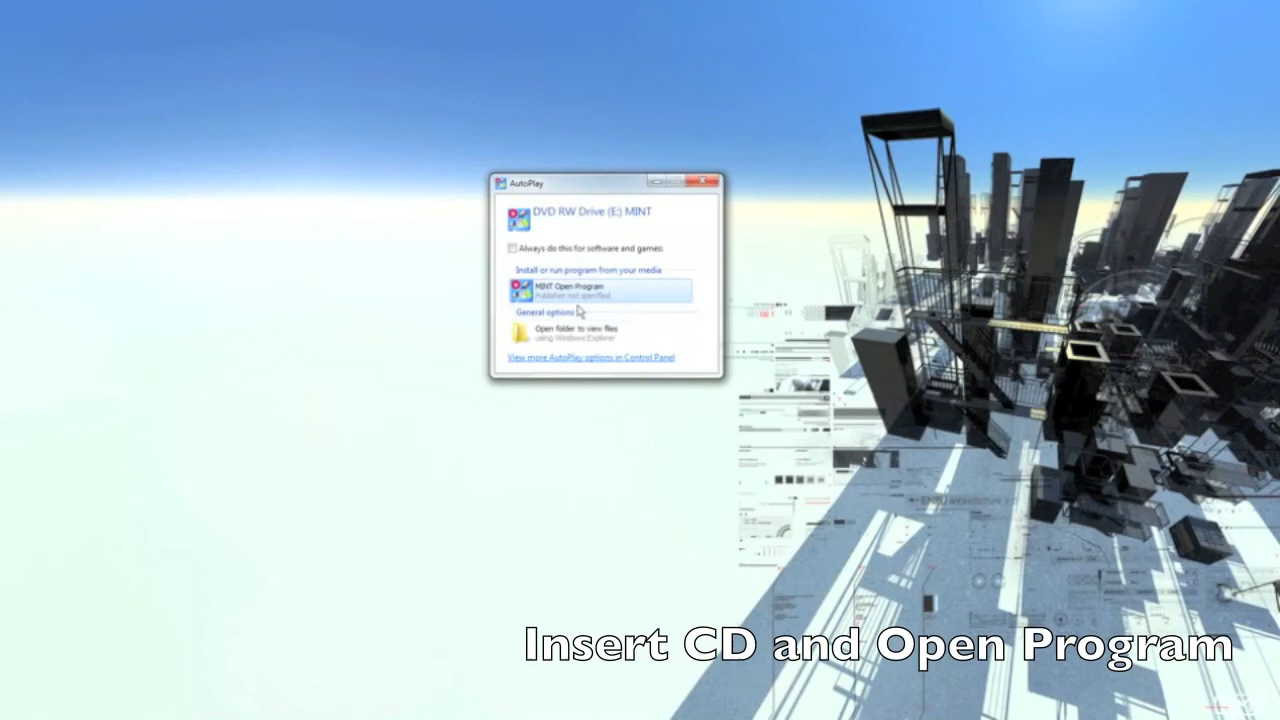 AutoPlay
DVD RW Drive (E:) MINT
Always do this for software and games:
Install or run program from your media
MINT Open Program
Publisher not specified
General options
Open folder to view files
using Windows Explorer
View more AutoPlay options in Control Panel
Insert CD and Open Program